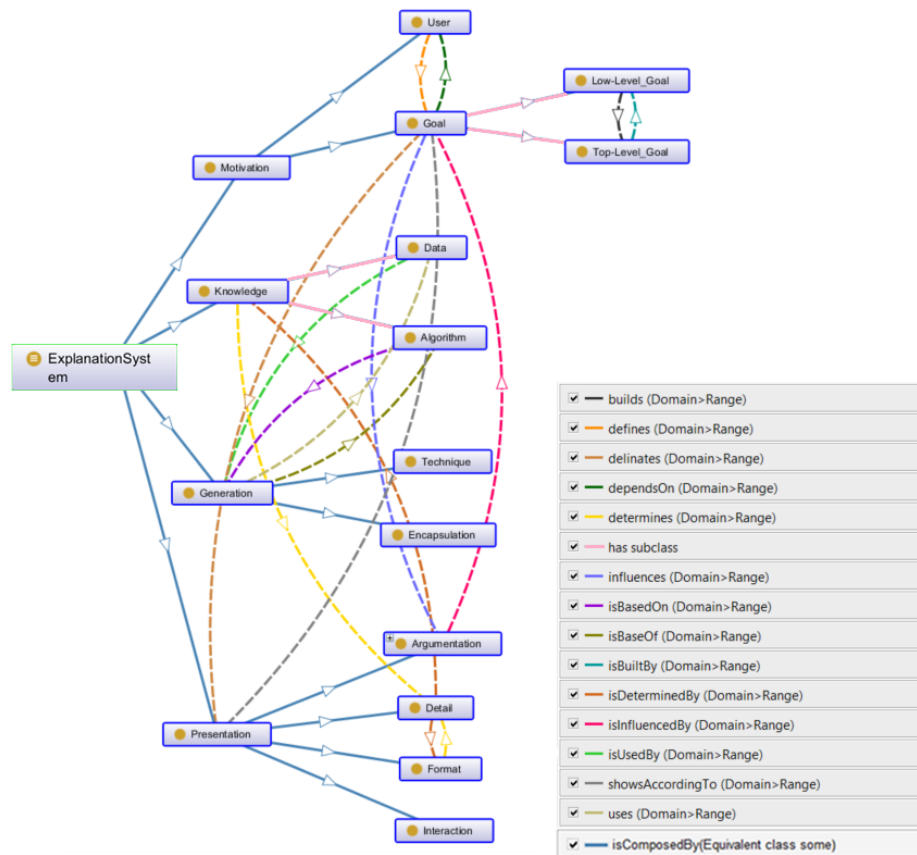 User
Low-Level_Goal
Goal
Top-Level_Goal
Motivation
Data
Knowledge
Algorithm
ExplanationSyst
em
Technique
Generation
Encapsulation
Argumentation
Detail
Presentation
Format
Interaction
builds (Domain>Range)
defines (Domain>Range)
delinates (Domain>Range)
dependsOn (Domain>Range)
determines (Domain>Range)
has subclass
influences (Domain>Range)
isBasedOn (Domain>Range)
isBaseOf (Domain>Range)
isBuiltBy (Domain>Range)
isDeterminedBy (Domain>Range)
isInfluencedBy (Domain>Range)
isUsedBy (Domain>Range)
showsAccordingTo (Domain>Range)
uses (Domain>Range)
isComposedBy(Equivalent class some)